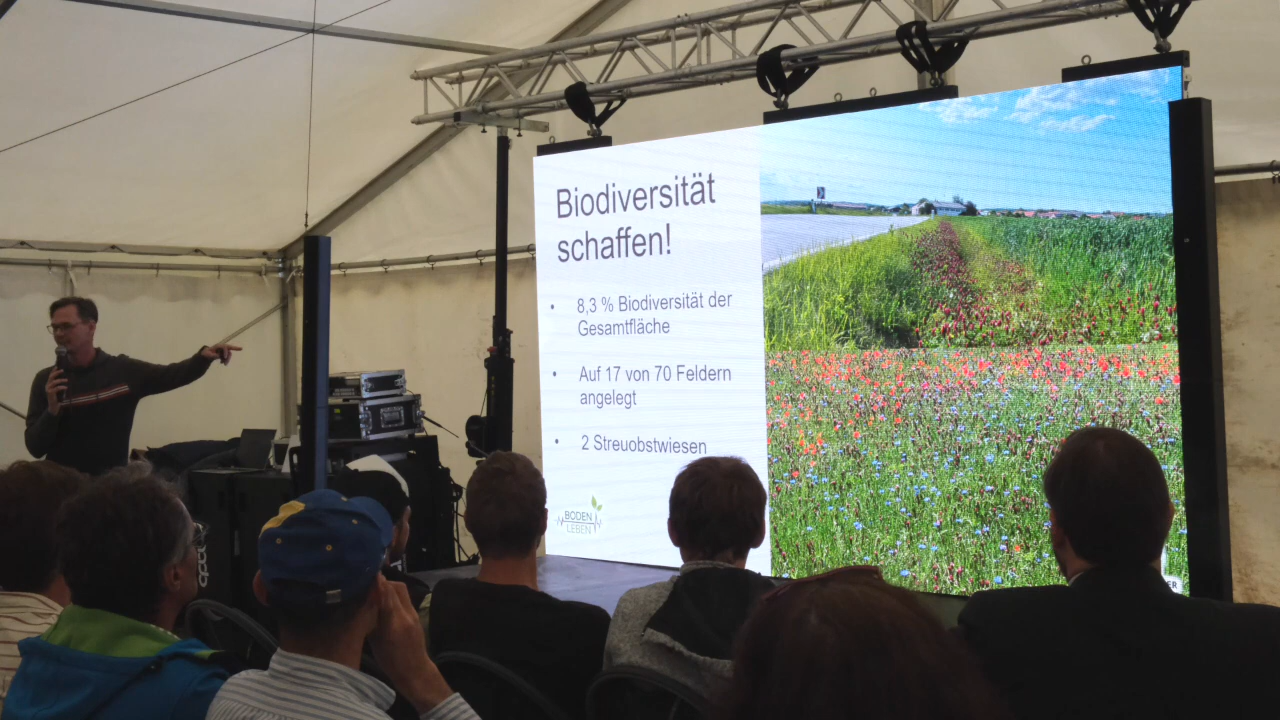 Biodiversität
schaffen!
• 8,3 % Biodiversität der
Gesamtfläche
• Auf 17 von 70 Feldern
angelegt
• 2 Streuobstwiesen
BODEN
LEBEN